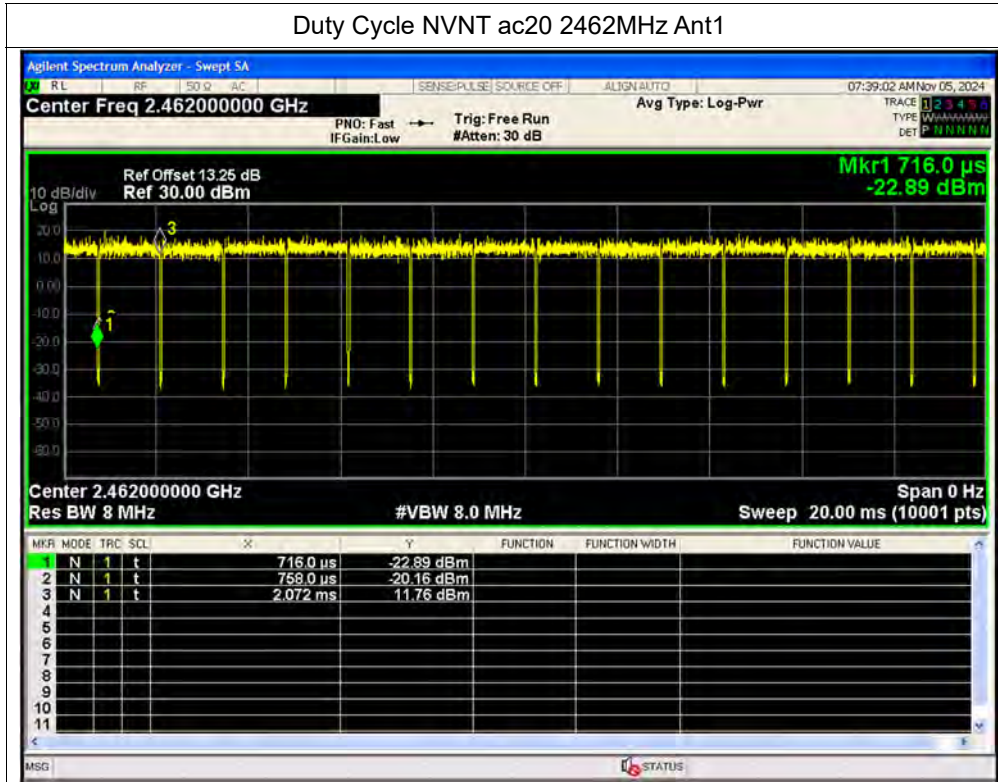 Duty Cycle NVNT ac20 2462MHz Ant1
Agilent Spectrum Analyzer - Swept SA
RL RF 50 Ω AC SENSE:PULSE SOURCE OFF ALIGN AUTO 07:39:02 AM Nov 05, 2024
Center Freq 2.462000000 GHz Avg Type: Log-Pwr TRACE 1 2 3 4 5 6
PNO: Fast Trig: Free Run TYPE W
IFGain:Low #Atten: 30 dB DET P N N N N N
Mkr1 716.0 µs
-22.89 dBm
Ref Offset 13.25 dB
10 dB/div Ref 30.00 dBm
Log
20.0
10.0
0.00
-10.0
-20.0
-30.0
-40.0
-50.0
-60.0
3
1
Center 2.462000000 GHz Span 0 Hz
Res BW 8 MHz #VBW 8.0 MHz Sweep 20.00 ms (10001 pts)
MKR MODE TRC SCL X Y FUNCTION FUNCTION WIDTH FUNCTION VALUE
1 N 1 t 716.0 µs -22.89 dBm
2 N 1 t 758.0 µs -20.16 dBm
3 N 1 t 2.072 ms 11.76 dBm
4
5
6
7
8
9
10
11
MSG STATUS